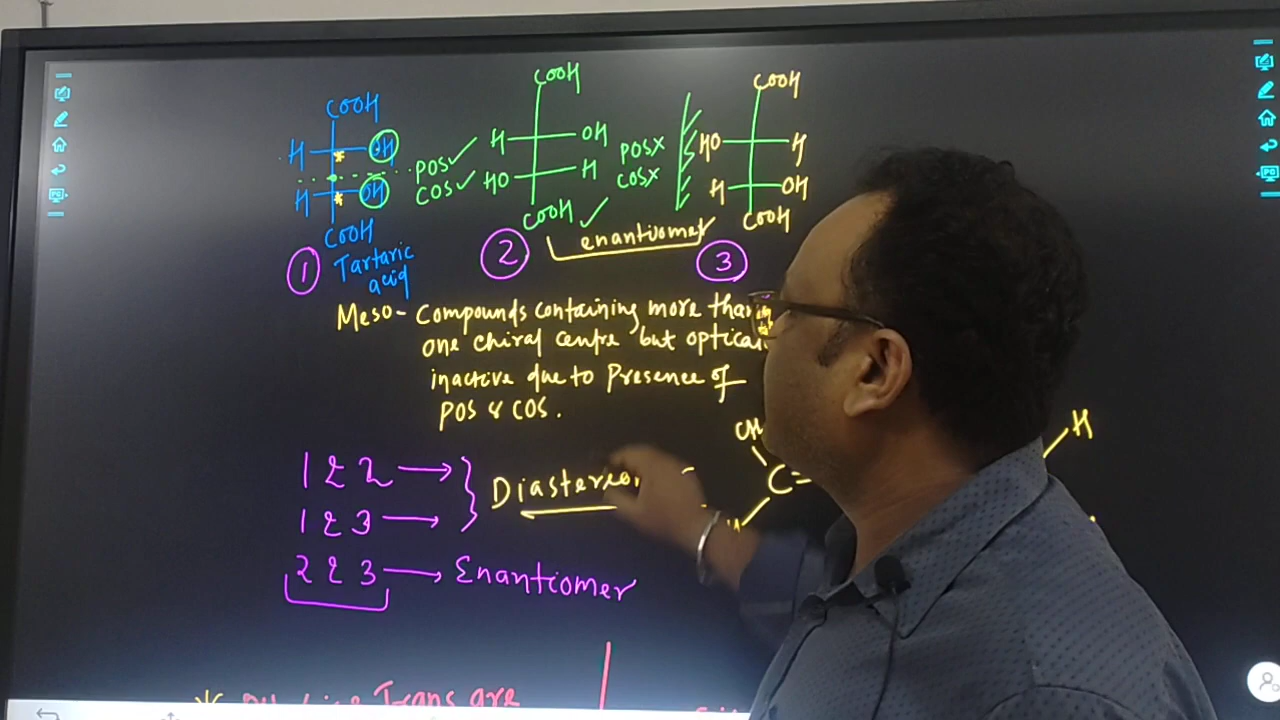 COOH
H * OH
H * OH
COOH
Tartaric
acid
1
POS ✓
COS ✓
COOH
H OH
HO H
COOH ✓
2
POSX
COSX
enantiomer
COOH
HO H
H OH
COOH
3
Meso - Compounds containing more than
one chiral centre but optical
inactive due to Presence of
POS & COS.
1 & 2 →
1 & 3 →
Diastereo
2 & 3 → Enantiomer
C=
H
Trans are